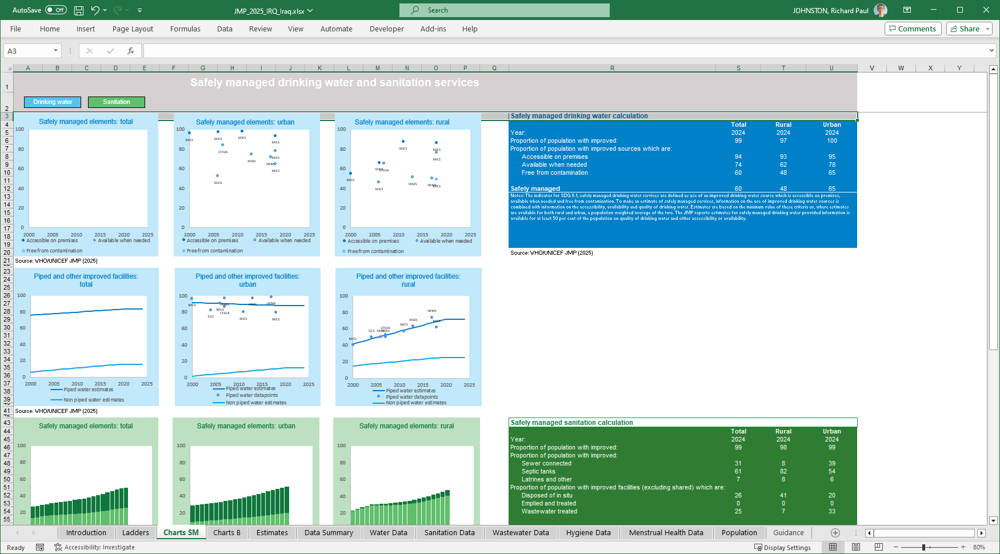 AutoSave Off JMP_2025_IRQ_Iraq.xlsx Search JOHNSTON, Richard Paul
File Home Insert Page Layout Formulas Data Review View Automate Developer Add-ins Help Comments Share
A3 fx
A B C D E F G H I J K L M N O P Q R S T U V W X Y
Safely managed drinking water and sanitation services
Drinking water Sanitation
Safely managed elements: total
100
80
60
40
20
0
2000 2005 2010 2015 2020 2025
Accessible on premises Available when needed
Free from contamination
Source: WHO/UNICEF JMP (2025)
Safely managed elements: urban
100
80
60
40
20
0
MICS MICS MICS MICS
CFSVA
IHSES IWMS MICS
MICS
MICS
2000 2005 2010 2015 2020 2025
Accessible on premises Available when needed
Free from contamination
Safely managed elements: rural
100
80
60
40
20
0
MICS MICS
MICS
MICS CFSVA
MICS
MICS IHSES IWMS MICS
2000 2005 2010 2015 2020 2025
Accessible on premises Available when needed
Free from contamination
Safely managed drinking water calculation
Total Rural Urban
Year: 2024 2024 2024
Proportion of population with improved: 99 97 100
Proportion of population with improved sources which are:
Accessible on premises 94 93 95
Available when needed 74 62 78
Free from contamination 60 48 65
Safely managed 60 48 65
Notes: The indicator for SDG 6.1, safely managed drinking water services are defined as use of an improved drinking water source which is accessible on premises,
available when needed and free from contamination. To make an estimate of safely managed services, information on the use of improved drinking water sources is
combined with information on the accessibility, availability and quality of drinking water. Estimates are based on the minimum value of these criteria or, where estimates
are available for both rural and urban, a population weighted average of the two. The JMP reports estimates for safely managed drinking water provided information is
available for at least 50 per cent of the population on quality of drinking water and either accessibility or availability.
Source: WHO/UNICEF JMP (2025)
Piped and other improved facilities:
total
100
80
60
40
20
0
2000 2005 2010 2015 2020 2025
Piped water estimates
Non piped water estimates
Source: WHO/UNICEF JMP (2025)
Piped and other improved facilities:
urban
100
80
60
40
20
0
MICS IHSES IHSES IWMS
MICS
ILCS CFSVA MICS MICS
2000 2005 2010 2015 2020 2025
Piped water estimates
Piped water datapoints
Non piped water estimates
Piped and other improved facilities:
rural
100
80
60
40
20
0
IWMS
IHSES MICS
MICS
CFSVA
ILCS MICS IHSES
MICS
2000 2005 2010 2015 2020 2025
Piped water estimates
Piped water datapoints
Non piped water estimates
Safely managed elements: total
100
80
60
40
20
Safely managed elements: urban
100
80
60
40
20
Safely managed elements: rural
100
80
60
40
20
Safely managed sanitation calculation
Total Rural Urban
Year: 2024 2024 2024
Proportion of population with improved: 99 98 99
Proportion of population with improved:
Sewer connected 31 8 39
Septic tanks 61 82 54
Latrines and other 7 8 6
Proportion of population with improved facilities (excluding shared) which are:
Disposed of in situ 26 41 20
Emptied and treated 0 0 0
Wastewater treated 25 7 33
Introduction Ladders Charts SM Charts B Estimates Data Summary Water Data Sanitation Data Wastewater Data Hygiene Data Menstrual Health Data Population Guidance
Ready Accessibility: Investigate Display Settings 80%